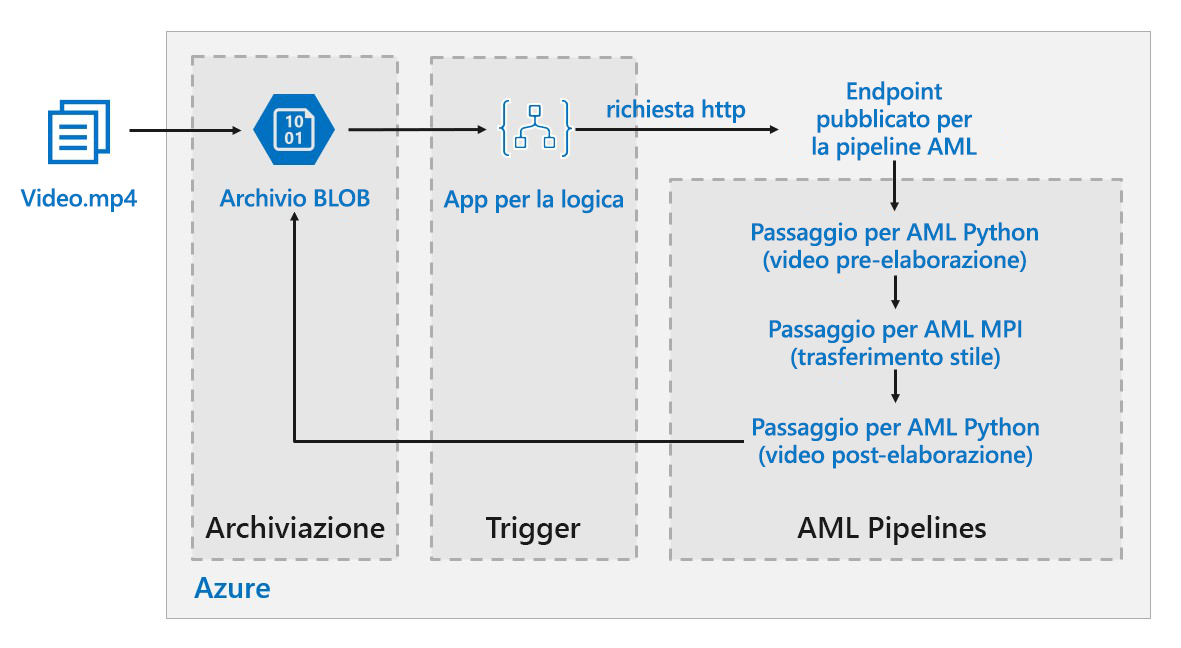 Video.mp4
10
01
Archivio BLOB
App per la logica
richiesta http
Endpoint
pubblicato per
la pipeline AML
Passaggio per AML Python
(video pre-elaborazione)
Passaggio per AML MPI
(trasferimento stile)
Passaggio per AML Python
(video post-elaborazione)
Archiviazione
Trigger
AML Pipelines
Azure